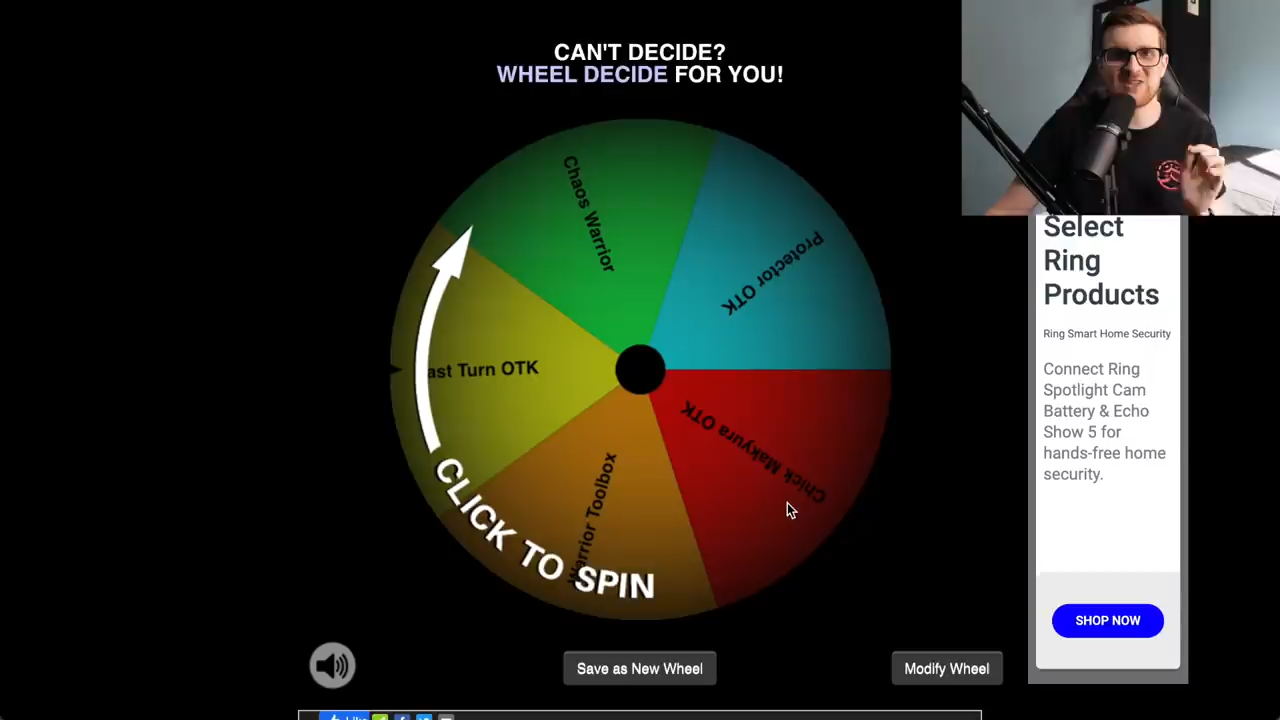 CAN'T DECIDE?
WHEEL DECIDE FOR YOU!
Chaos Warrior
Protector OTK
ast Turn OTK
Chick Makyura OTK
Warrior Toolbox
CLICK TO SPIN
Select
Ring
Products
Ring Smart Home Security
Connect Ring
Spotlight Cam
Battery & Echo
Show 5 for
hands-free home
security.
SHOP NOW
Save as New Wheel
Modify Wheel
Like